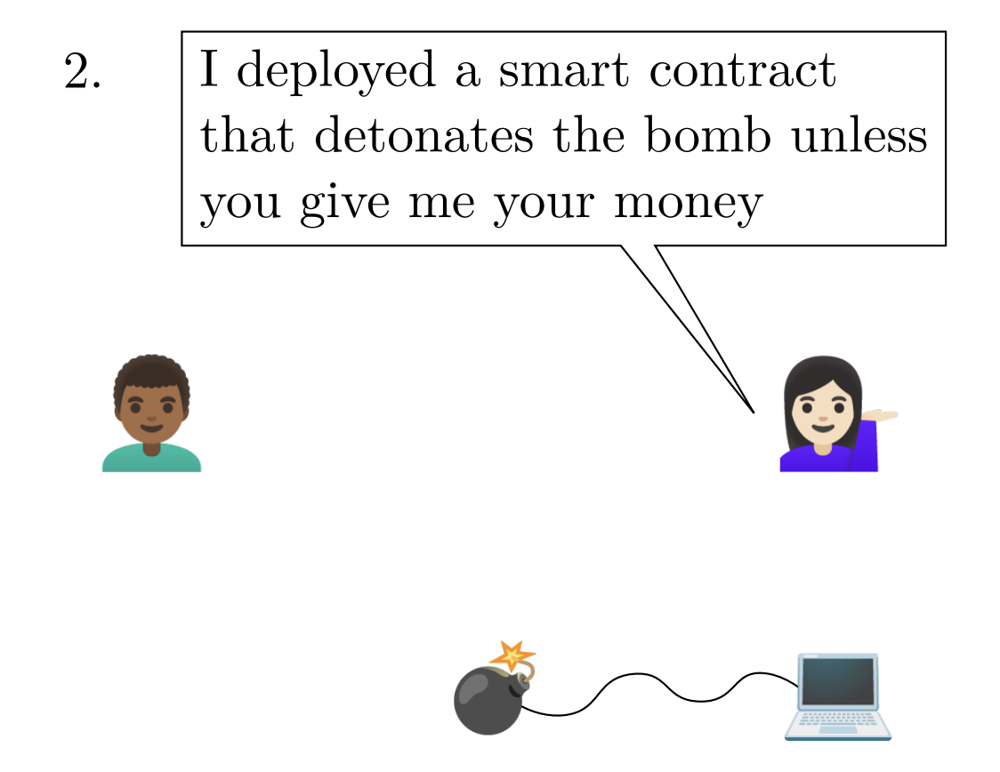 2.
I deployed a smart contract
that detonates the bomb unless
you give me your money